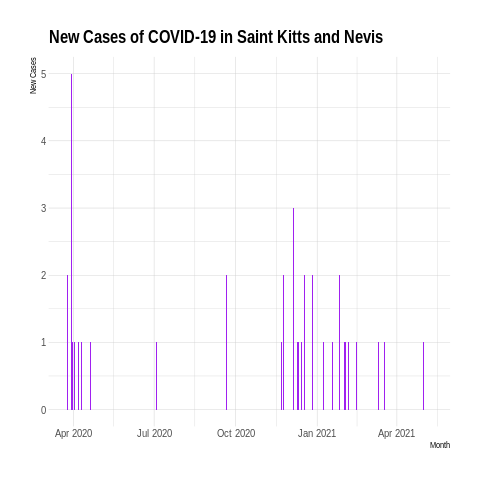 New Cases of COVID-19 in Saint Kitts and Nevis
New Cases
5
4
3
2
1
0
Apr 2020 Jul 2020 Oct 2020 Jan 2021 Apr 2021
Month